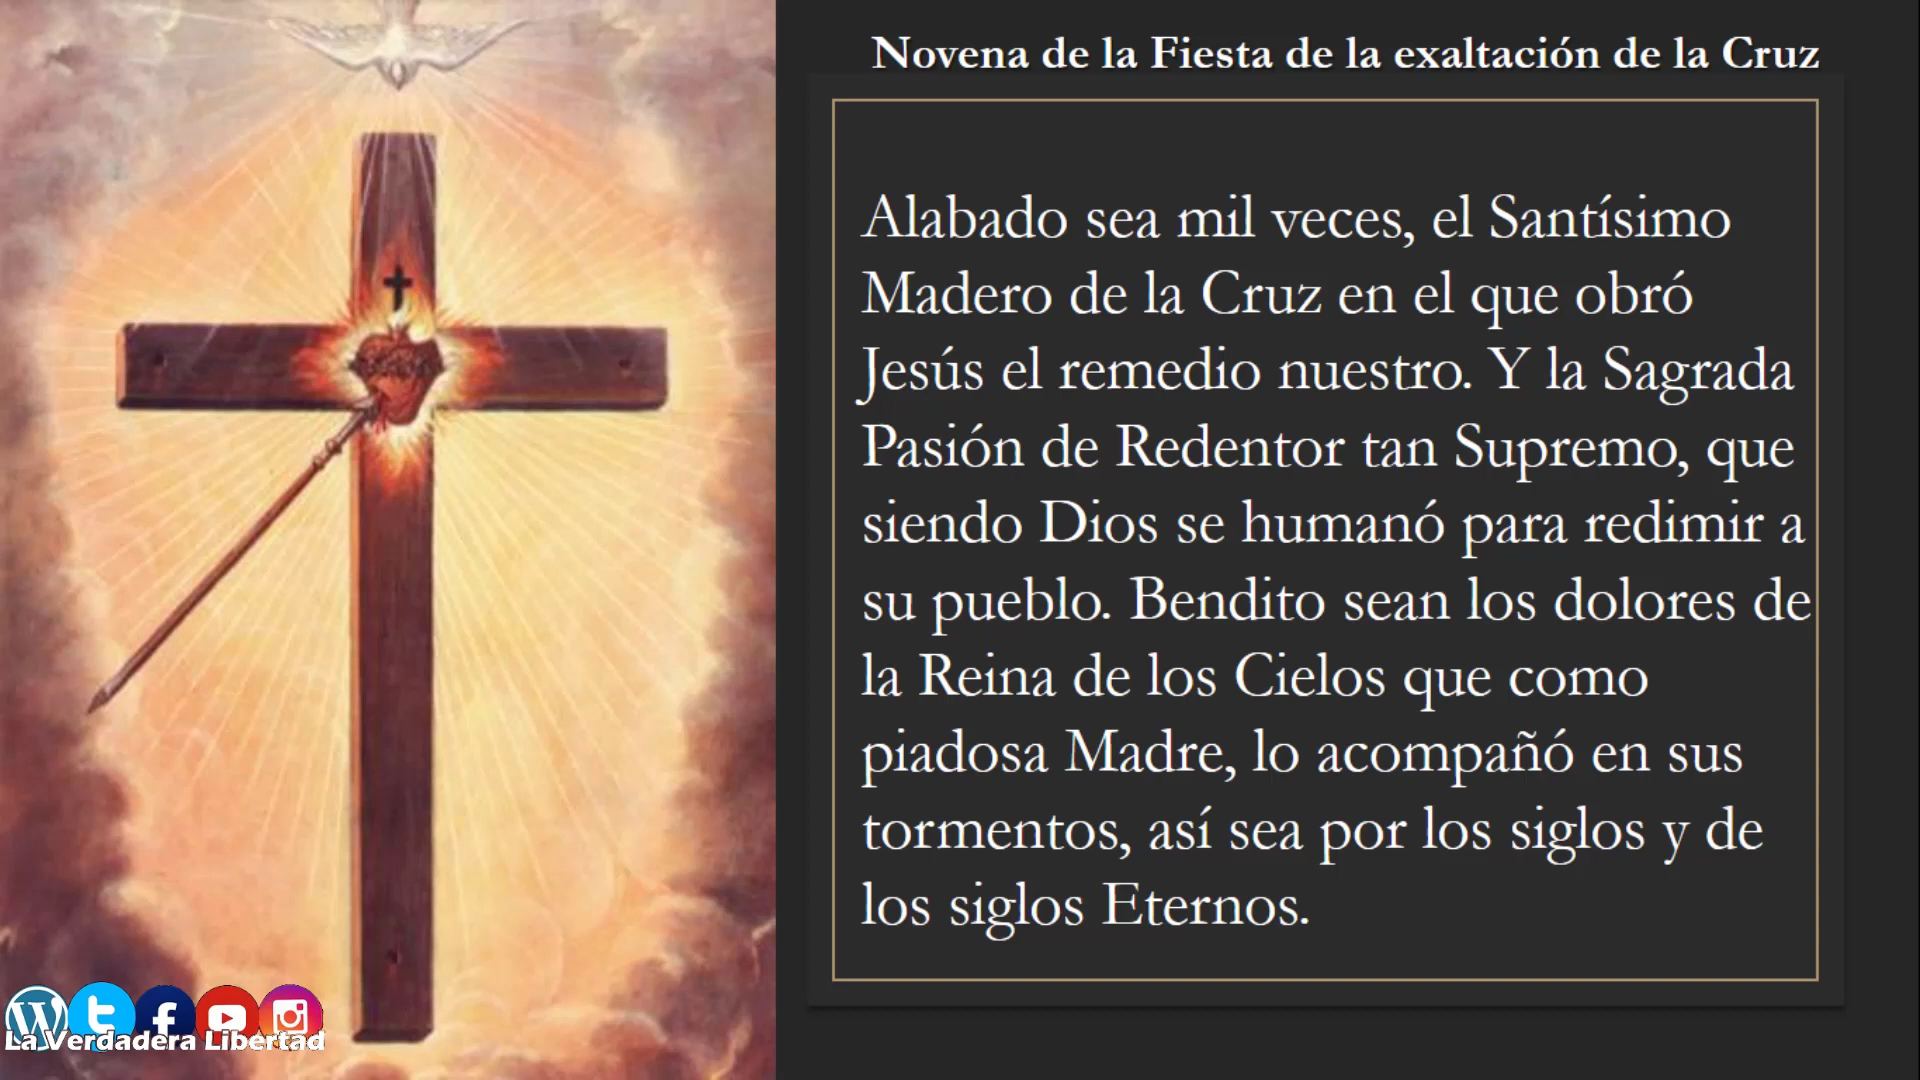 Novena de la Fiesta de la exaltación de la Cruz
Alabado sea mil veces, el Santísimo
Madero de la Cruz en el que obró
Jesús el remedio nuestro. Y la Sagrada
Pasión de Redentor tan Supremo, que
siendo Dios se humanó para redimir a
su pueblo. Bendito sean los dolores de
la Reina de los Cielos que como
piadosa Madre, lo acompañó en sus
tormentos, así sea por los siglos y de
los siglos Eternos.
La Verdadera Libertad